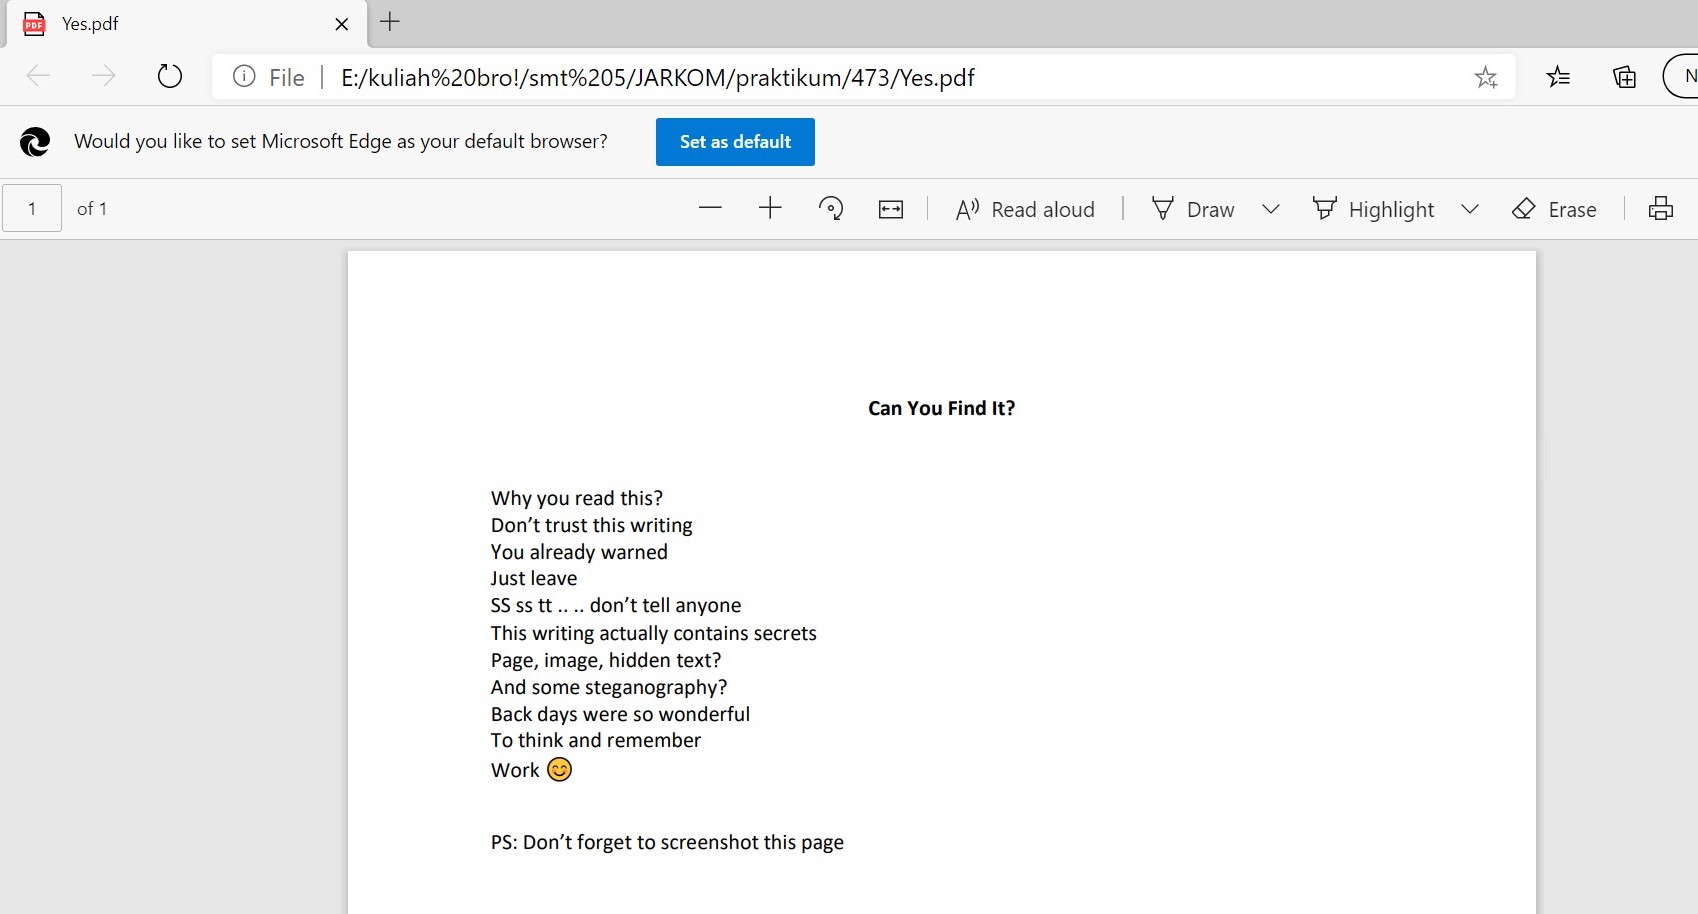 Yes.pdf
File | E:/kuliah%20bro!/smt%205/JARKOM/praktikum/473/Yes.pdf
N
Would you like to set Microsoft Edge as your default browser? Set as default
1 of 1 Read aloud Draw Highlight Erase
Can You Find It?
Why you read this?
Don’t trust this writing
You already warned
Just leave
SS ss tt .. .. don’t tell anyone
This writing actually contains secrets
Page, image, hidden text?
And some steganography?
Back days were so wonderful
To think and remember
Work 😊
PS: Don’t forget to screenshot this page